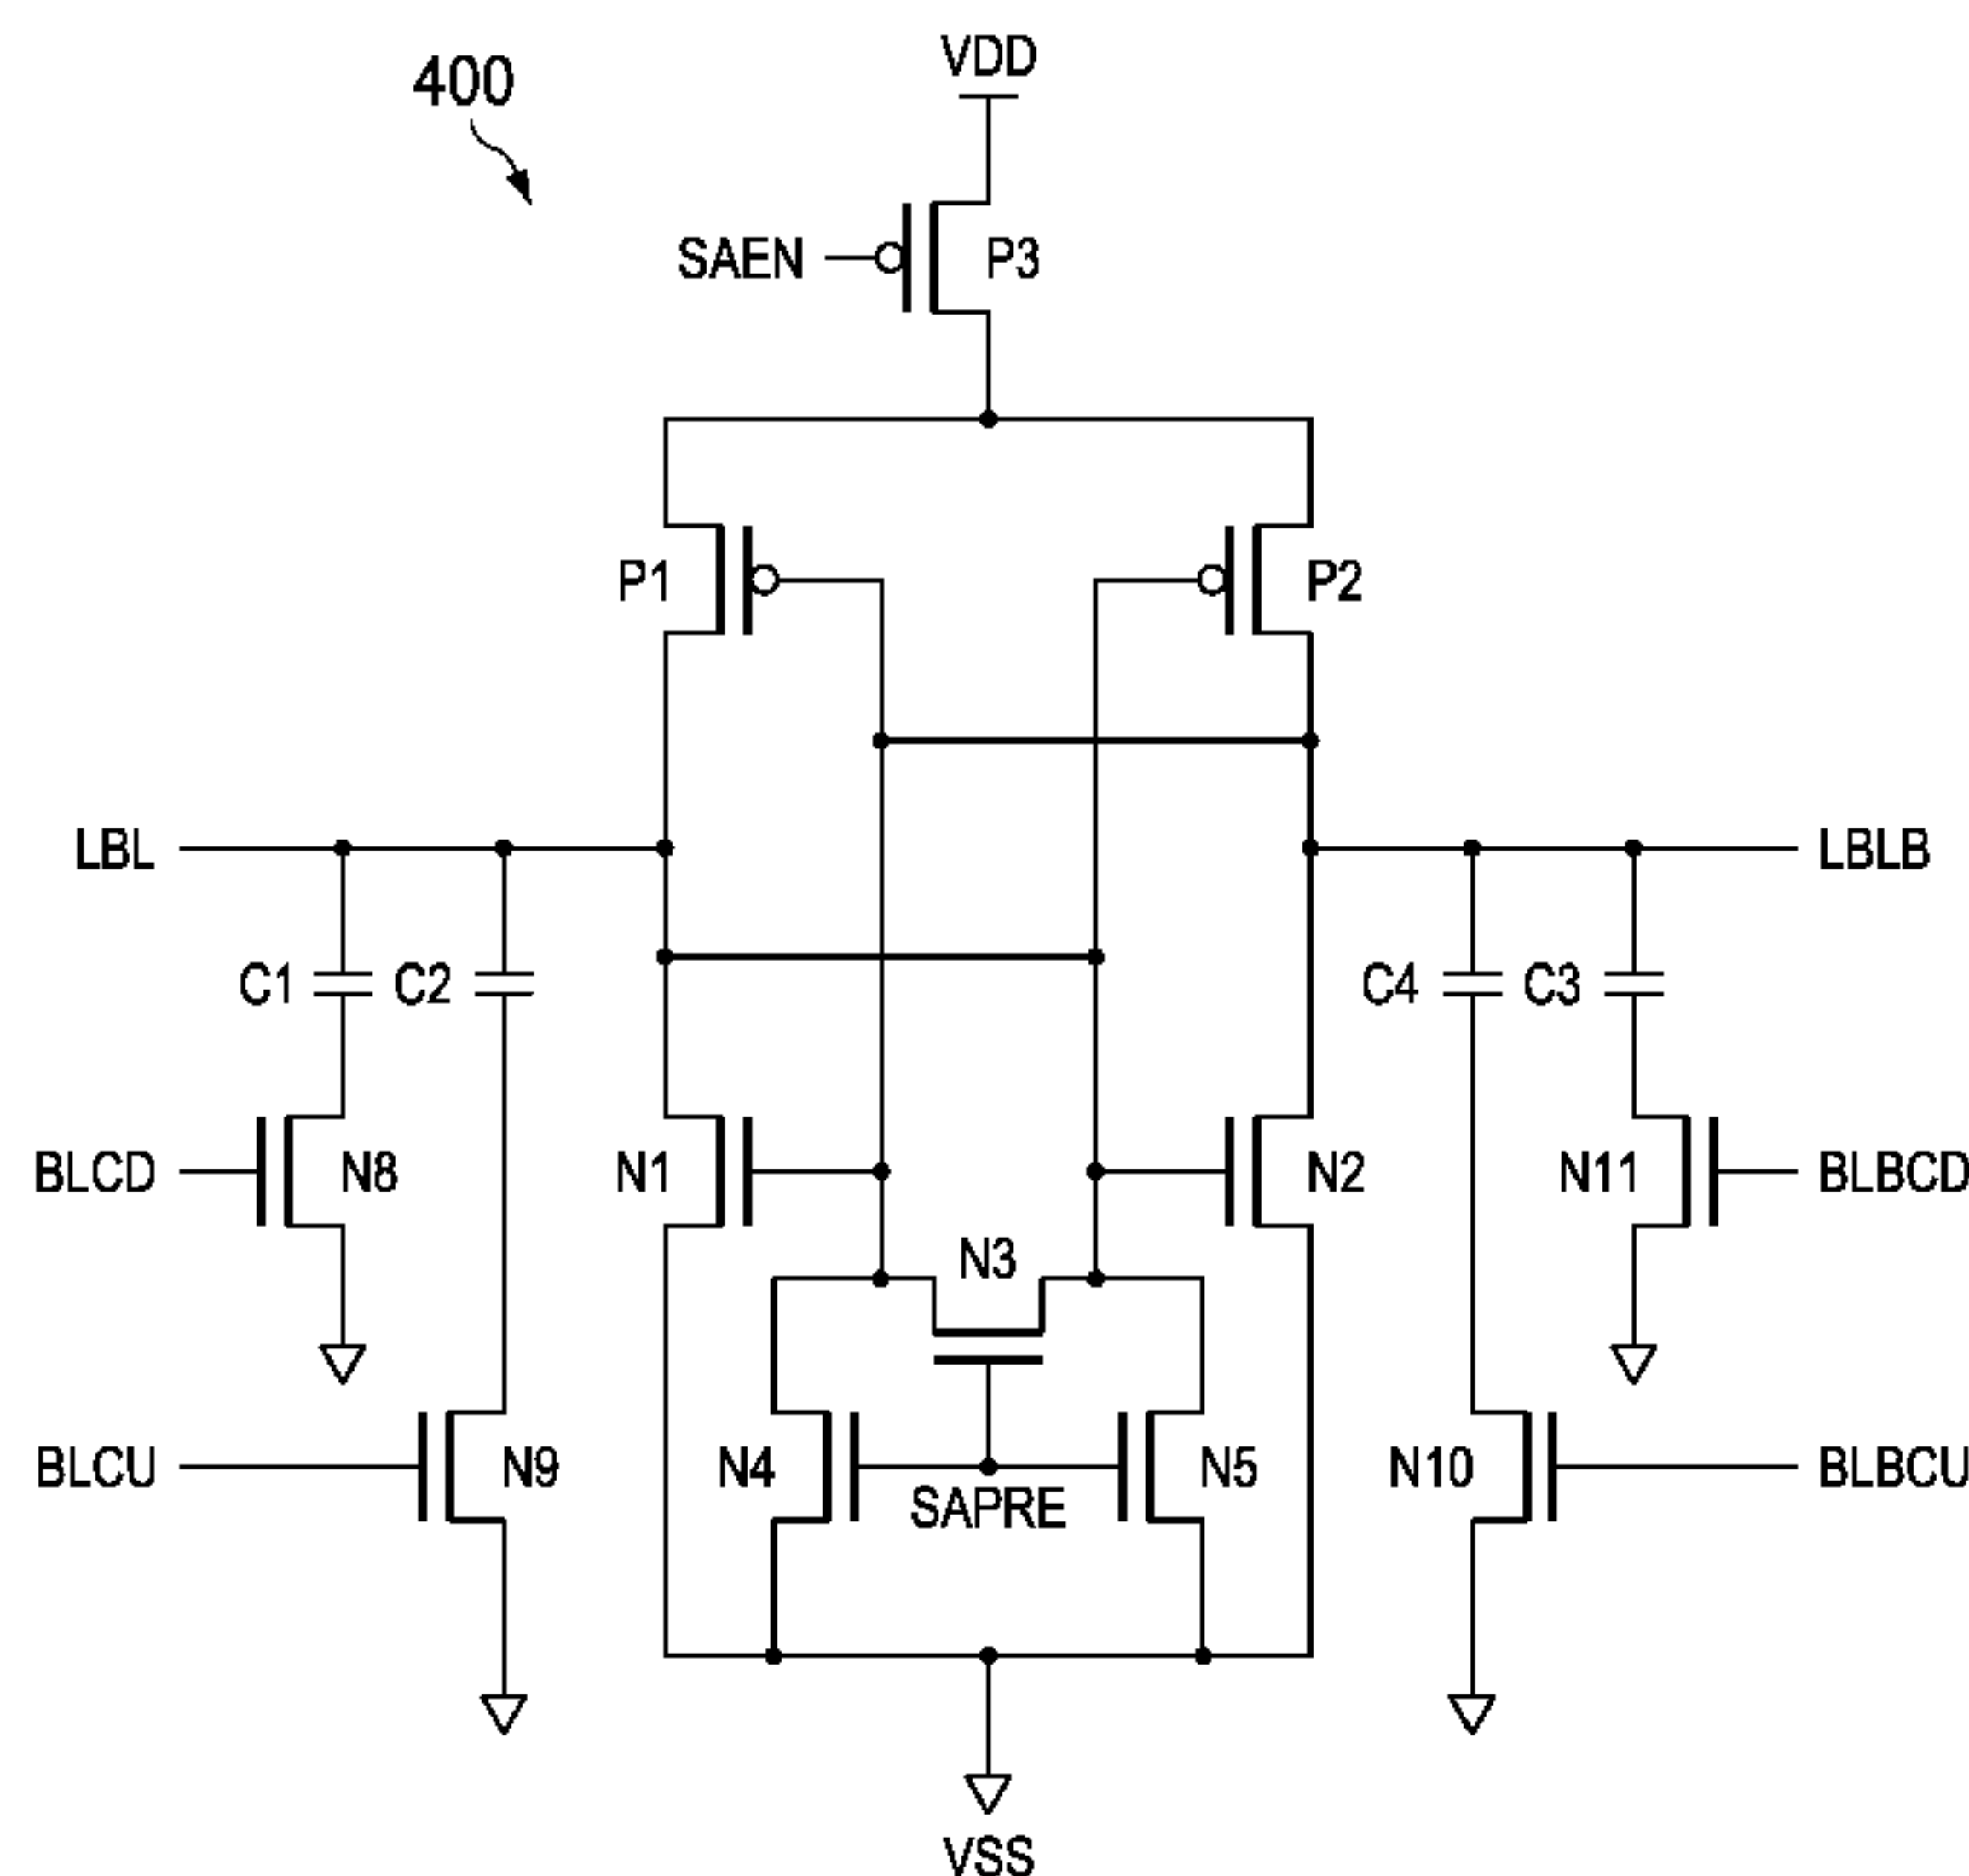 VDD
400
SAEN
P3
P1
P2
LBL
LBLB
C1
C2
C4
C3
BLCD
N8
N1
N2
N11
BLBCD
N3
BLCU
N9
N4
N5
N10
BLBCU
SAPRE
VSS